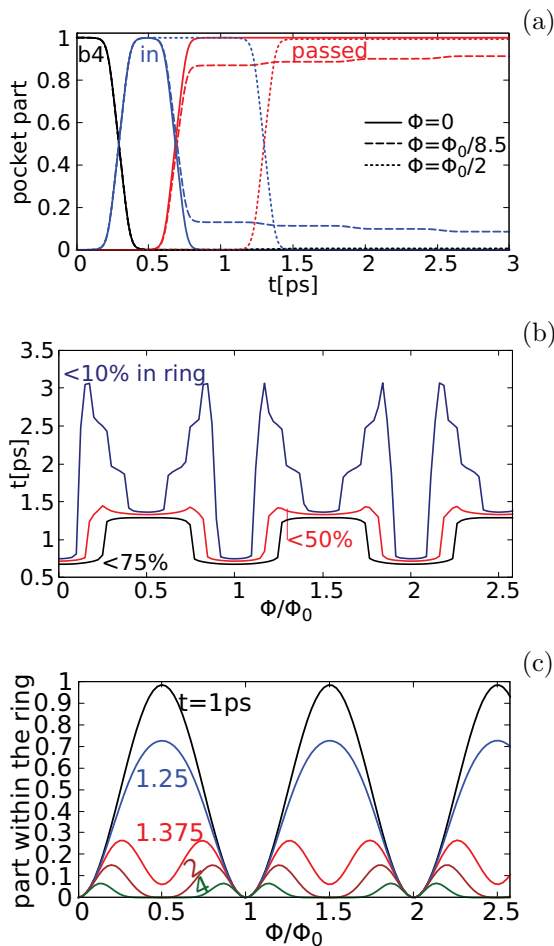 (a)
1
0.8
0.6
0.4
0.2
0
pocket part
b4 in passed
Φ=0
Φ=Φ₀/8.5
Φ=Φ₀/2
0 0.5 1 1.5 2 2.5 3
t[ps]
(b)
3.5
3
2.5
2
1.5
1
0.5
t[ps]
<10% in ring
<50%
<75%
0 0.5 1 1.5 2 2.5
Φ/Φ₀
(c)
1
0.9
0.8
0.7
0.6
0.5
0.4
0.3
0.2
0.1
0
part within the ring
t=1ps
1.25
1.375
2
4
0 0.5 1 1.5 2 2.5
Φ/Φ₀